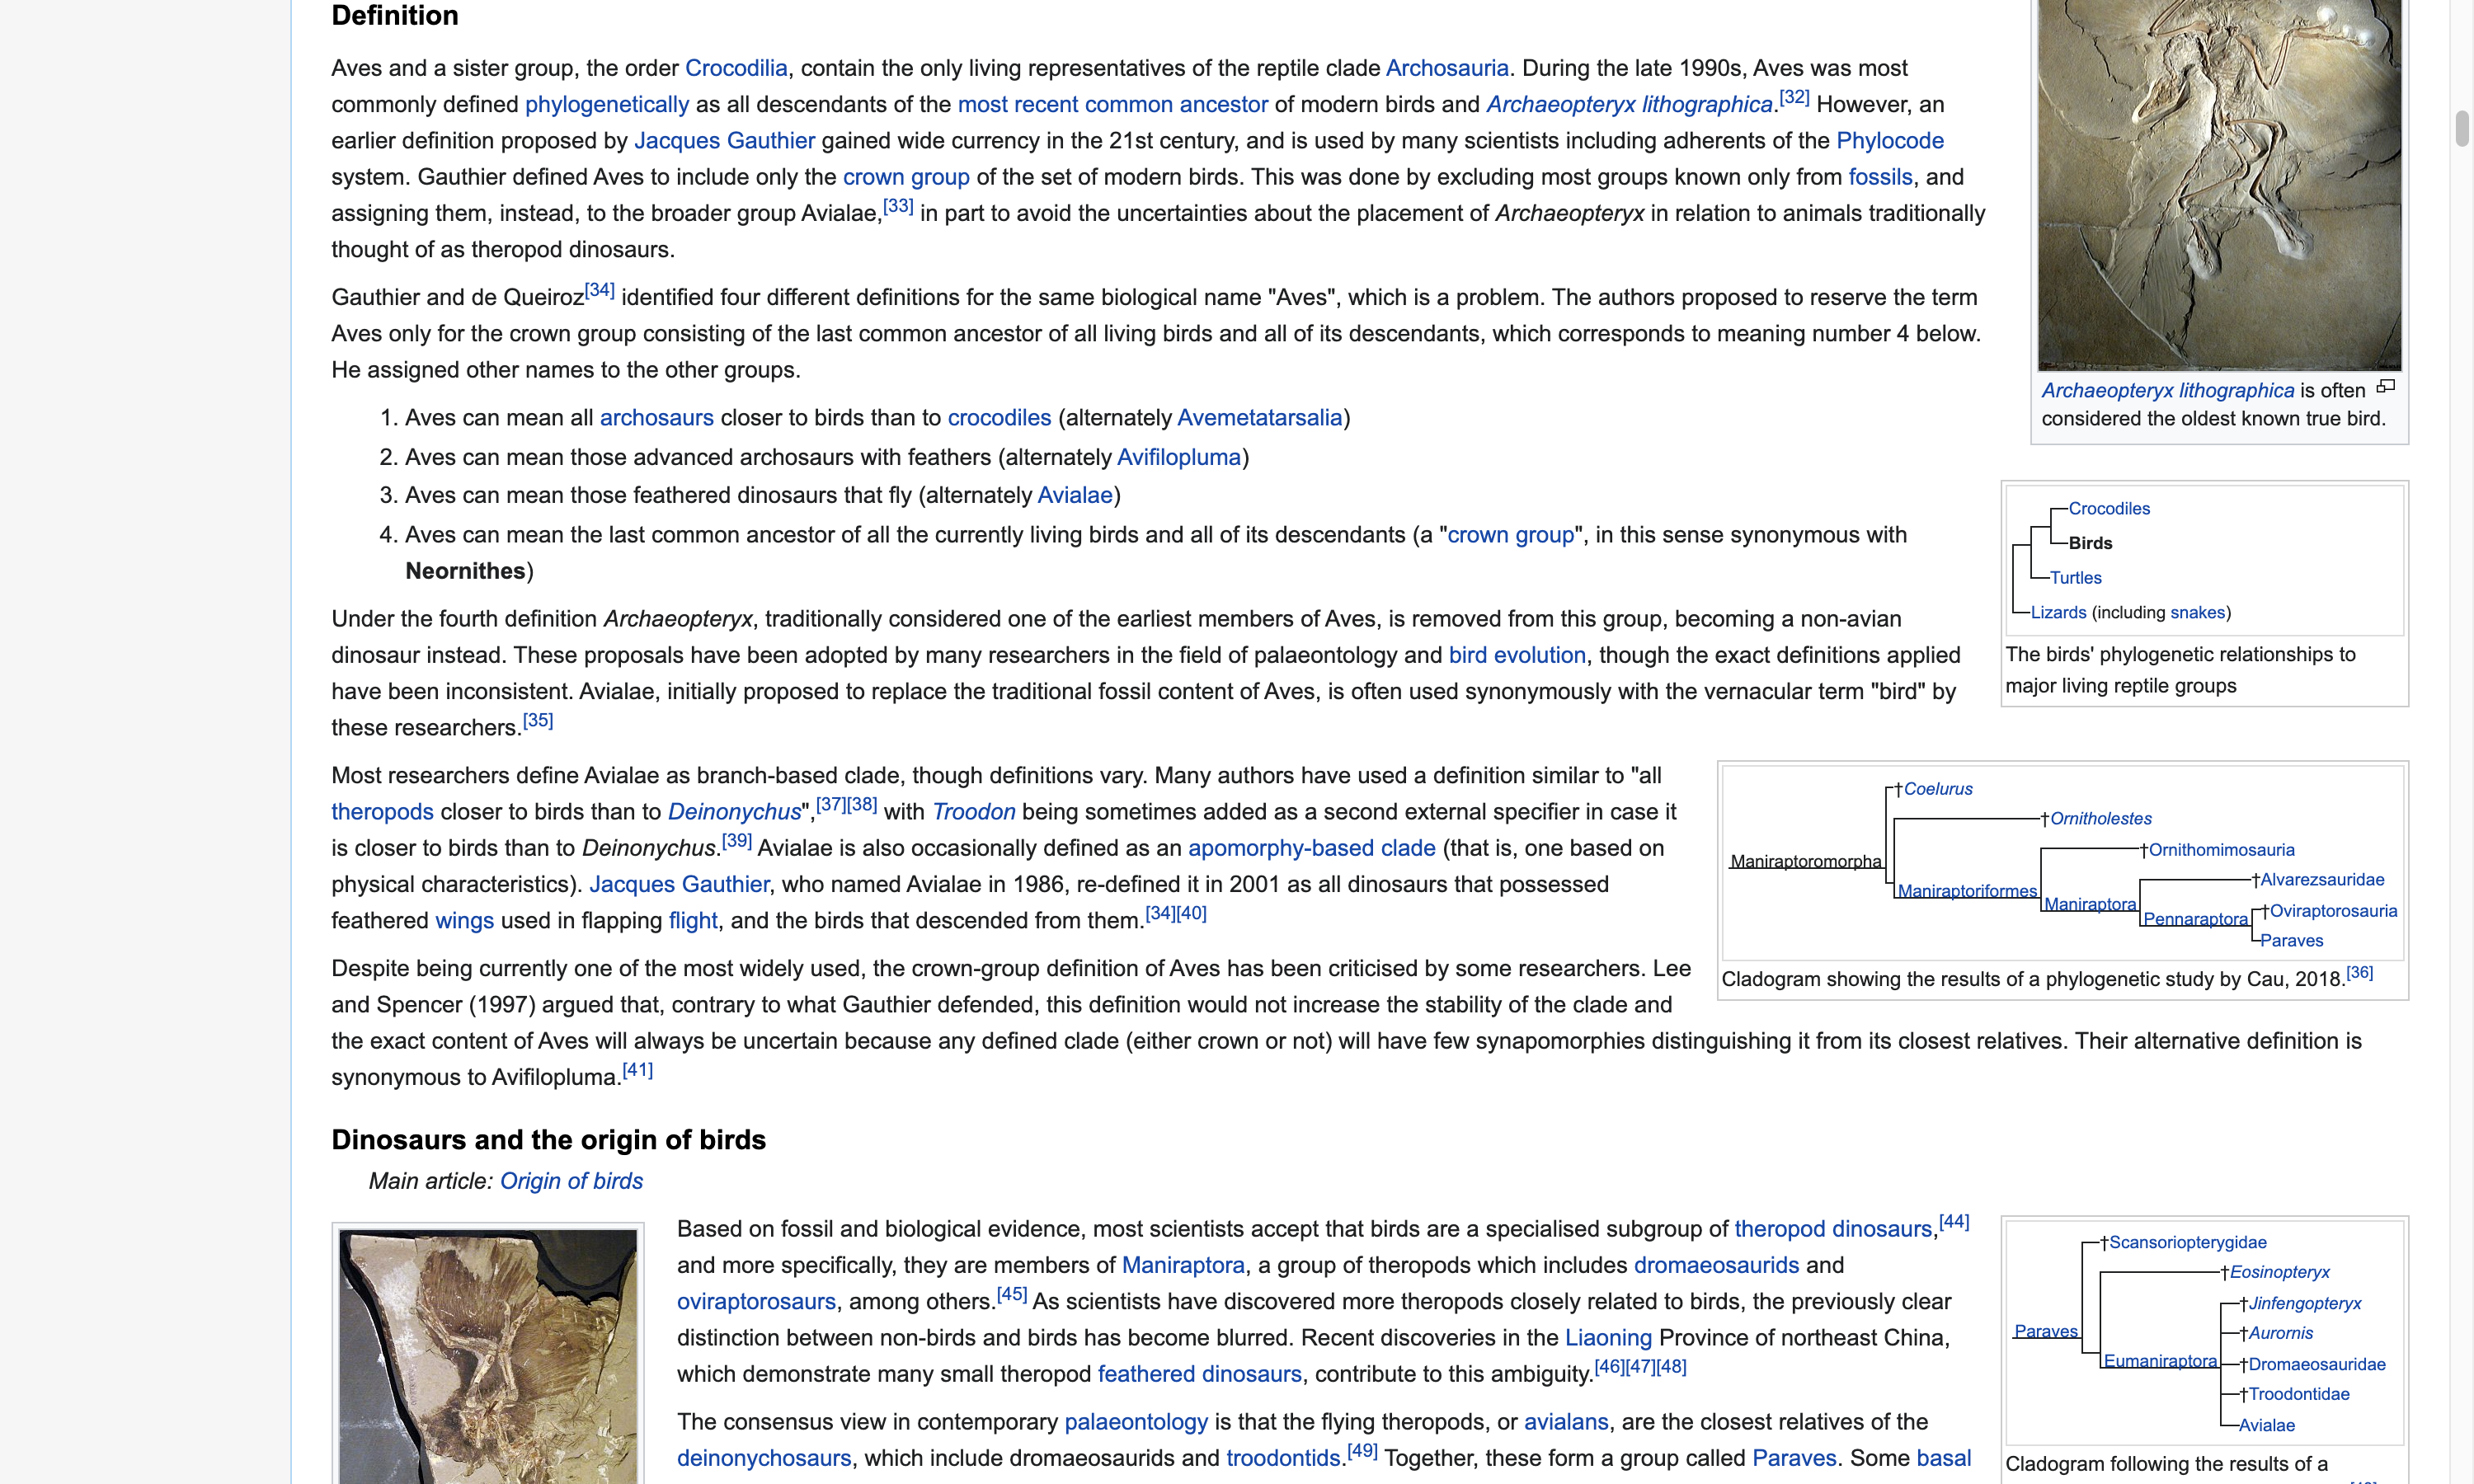 Definition
Aves and a sister group, the order Crocodilia, contain the only living representatives of the reptile clade Archosauria. During the late 1990s, Aves was most
commonly defined phylogenetically as all descendants of the most recent common ancestor of modern birds and Archaeopteryx lithographica.[32] However, an
earlier definition proposed by Jacques Gauthier gained wide currency in the 21st century, and is used by many scientists including adherents of the Phylocode
system. Gauthier defined Aves to include only the crown group of the set of modern birds. This was done by excluding most groups known only from fossils, and
assigning them, instead, to the broader group Avialae,[33] in part to avoid the uncertainties about the placement of Archaeopteryx in relation to animals traditionally
thought of as theropod dinosaurs.
Gauthier and de Queiroz[34] identified four different definitions for the same biological name "Aves", which is a problem. The authors proposed to reserve the term
Aves only for the crown group consisting of the last common ancestor of all living birds and all of its descendants, which corresponds to meaning number 4 below.
He assigned other names to the other groups.
1. Aves can mean all archosaurs closer to birds than to crocodiles (alternately Avemetatarsalia)
2. Aves can mean those advanced archosaurs with feathers (alternately Avifilopluma)
3. Aves can mean those feathered dinosaurs that fly (alternately Avialae)
4. Aves can mean the last common ancestor of all the currently living birds and all of its descendants (a "crown group", in this sense synonymous with
Neornithes)
Archaeopteryx lithographica is often
considered the oldest known true bird.
Crocodiles
Birds
Turtles
Lizards (including snakes)
The birds' phylogenetic relationships to
major living reptile groups
Under the fourth definition Archaeopteryx, traditionally considered one of the earliest members of Aves, is removed from this group, becoming a non-avian
dinosaur instead. These proposals have been adopted by many researchers in the field of palaeontology and bird evolution, though the exact definitions applied
have been inconsistent. Avialae, initially proposed to replace the traditional fossil content of Aves, is often used synonymously with the vernacular term "bird" by
these researchers.[35]
Most researchers define Avialae as branch-based clade, though definitions vary. Many authors have used a definition similar to "all
theropods closer to birds than to Deinonychus",[37][38] with Troodon being sometimes added as a second external specifier in case it
is closer to birds than to Deinonychus.[39] Avialae is also occasionally defined as an apomorphy-based clade (that is, one based on
physical characteristics). Jacques Gauthier, who named Avialae in 1986, re-defined it in 2001 as all dinosaurs that possessed
feathered wings used in flapping flight, and the birds that descended from them.[34][40]
†Coelurus
†Ornitholestes
†Ornithomimosauria
Maniraptoromorpha
†Alvarezsauridae
Maniraptoriformes
Maniraptora
†Oviraptorosauria
Pennaraptora
Paraves
Cladogram showing the results of a phylogenetic study by Cau, 2018.[36]
Despite being currently one of the most widely used, the crown-group definition of Aves has been criticised by some researchers. Lee
and Spencer (1997) argued that, contrary to what Gauthier defended, this definition would not increase the stability of the clade and
the exact content of Aves will always be uncertain because any defined clade (either crown or not) will have few synapomorphies distinguishing it from its closest relatives. Their alternative definition is
synonymous to Avifilopluma.[41]
Dinosaurs and the origin of birds
Main article: Origin of birds
Based on fossil and biological evidence, most scientists accept that birds are a specialised subgroup of theropod dinosaurs,[44]
and more specifically, they are members of Maniraptora, a group of theropods which includes dromaeosaurids and
oviraptorosaurs, among others.[45] As scientists have discovered more theropods closely related to birds, the previously clear
distinction between non-birds and birds has become blurred. Recent discoveries in the Liaoning Province of northeast China,
which demonstrate many small theropod feathered dinosaurs, contribute to this ambiguity.[46][47][48]
The consensus view in contemporary palaeontology is that the flying theropods, or avialans, are the closest relatives of the
deinonychosaurs, which include dromaeosaurids and troodontids.[49] Together, these form a group called Paraves. Some basal
†Scansoriopterygidae
†Eosinopteryx
†Jinfengopteryx
Paraves
†Aurornis
Eumaniraptora
†Dromaeosauridae
†Troodontidae
Avialae
Cladogram following the results of a